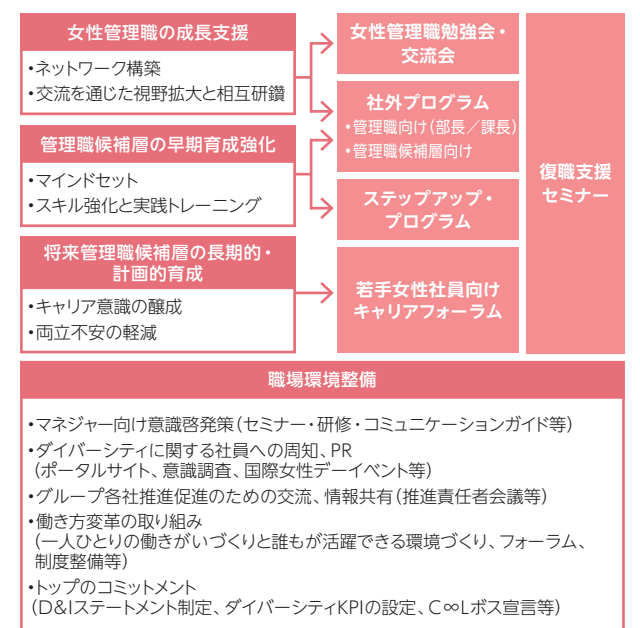 女性管理職の成長支援
・ネットワーク構築
・交流を通じた視野拡大と相互研鑽
管理職候補層の早期育成強化
・マインドセット
・スキル強化と実践トレーニング
将来管理職候補層の長期的・
計画的育成
・キャリア意識の醸成
・両立不安の軽減
女性管理職勉強会・
交流会
社外プログラム
・管理職向け(部長／課長)
・管理職候補層向け
ステップアップ・
プログラム
若手女性社員向け
キャリアフォーラム
復職支援
セミナー
職場環境整備
・マネジャー向け意識啓発策(セミナー・研修・コミュニケーションガイド等)
・ダイバーシティに関する社員への周知、PR
(ポータルサイト、意識調査、国際女性デーイベント等)
・グループ各社推進促進のための交流、情報共有(推進責任者会議等)
・働き方変革の取り組み
(一人ひとりの働きがいづくりと誰もが活躍できる環境づくり、フォーラム、
制度整備等)
・トップのコミットメント
(D&Iステートメント制定、ダイバーシティKPIの設定、C∞Lボス宣言等)